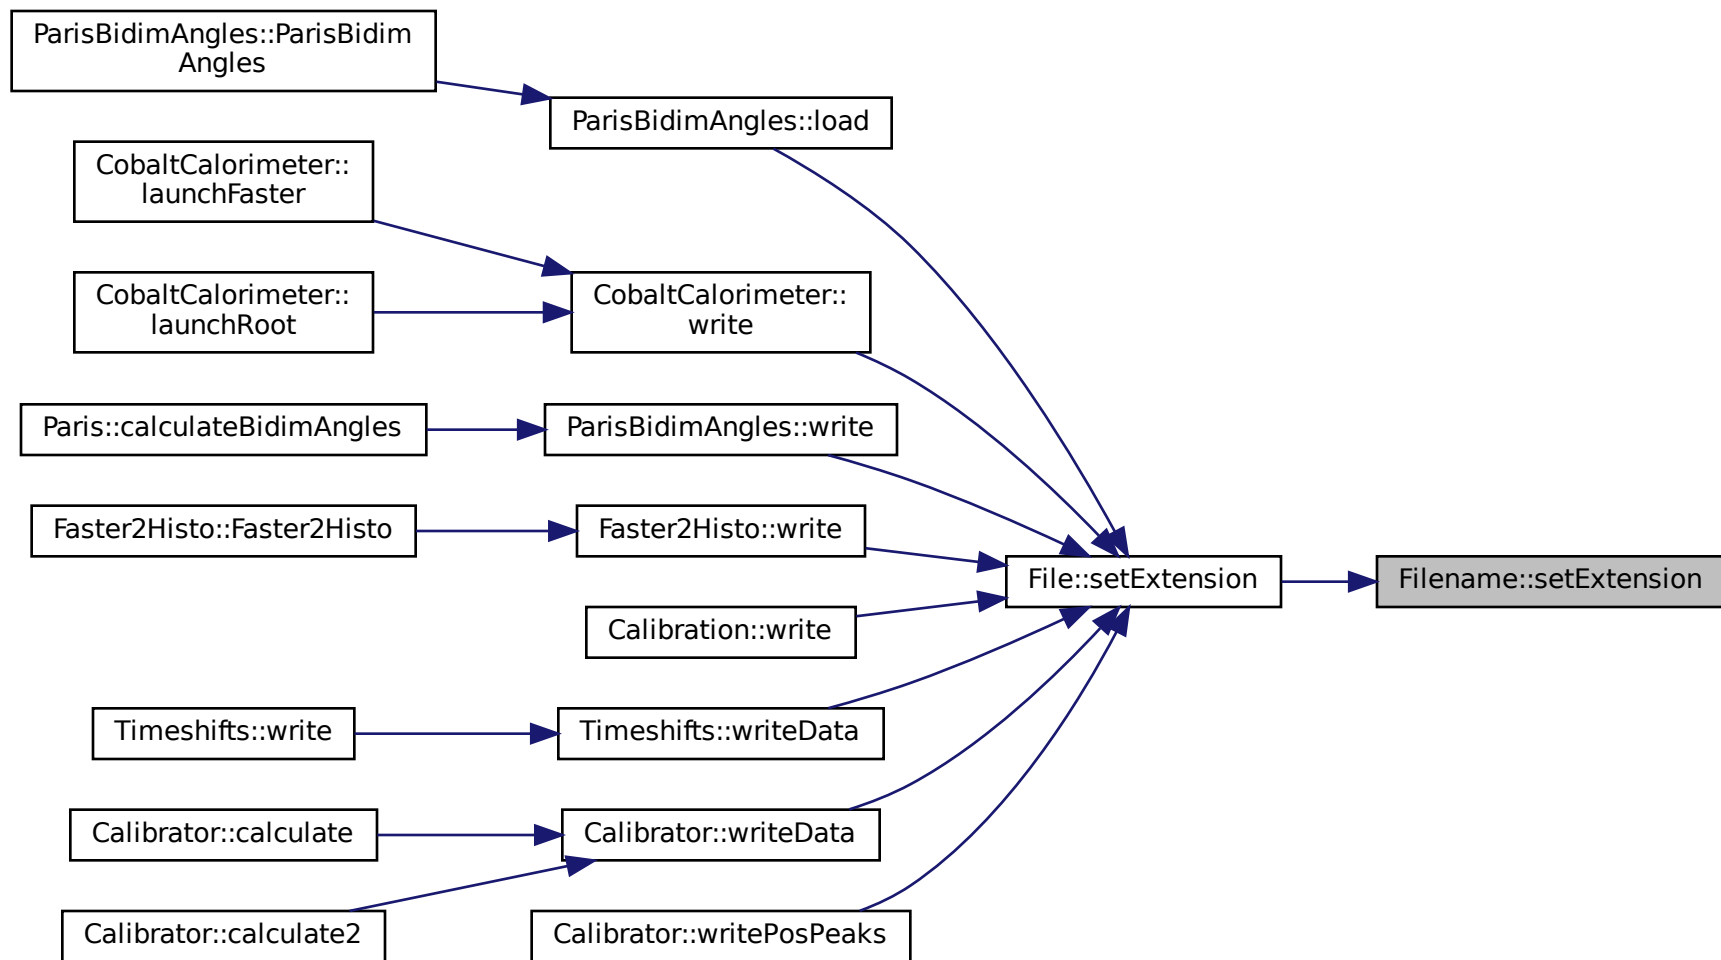 ParisBidimAngles::ParisBidim
Angles
ParisBidimAngles::load
CobaltCalorimeter::
launchFaster
CobaltCalorimeter::
launchRoot
CobaltCalorimeter::
write
Paris::calculateBidimAngles
ParisBidimAngles::write
Faster2Histo::Faster2Histo
Faster2Histo::write
File::setExtension
Filename::setExtension
Calibration::write
Timeshifts::write
Timeshifts::writeData
Calibrator::calculate
Calibrator::writeData
Calibrator::calculate2
Calibrator::writePosPeaks